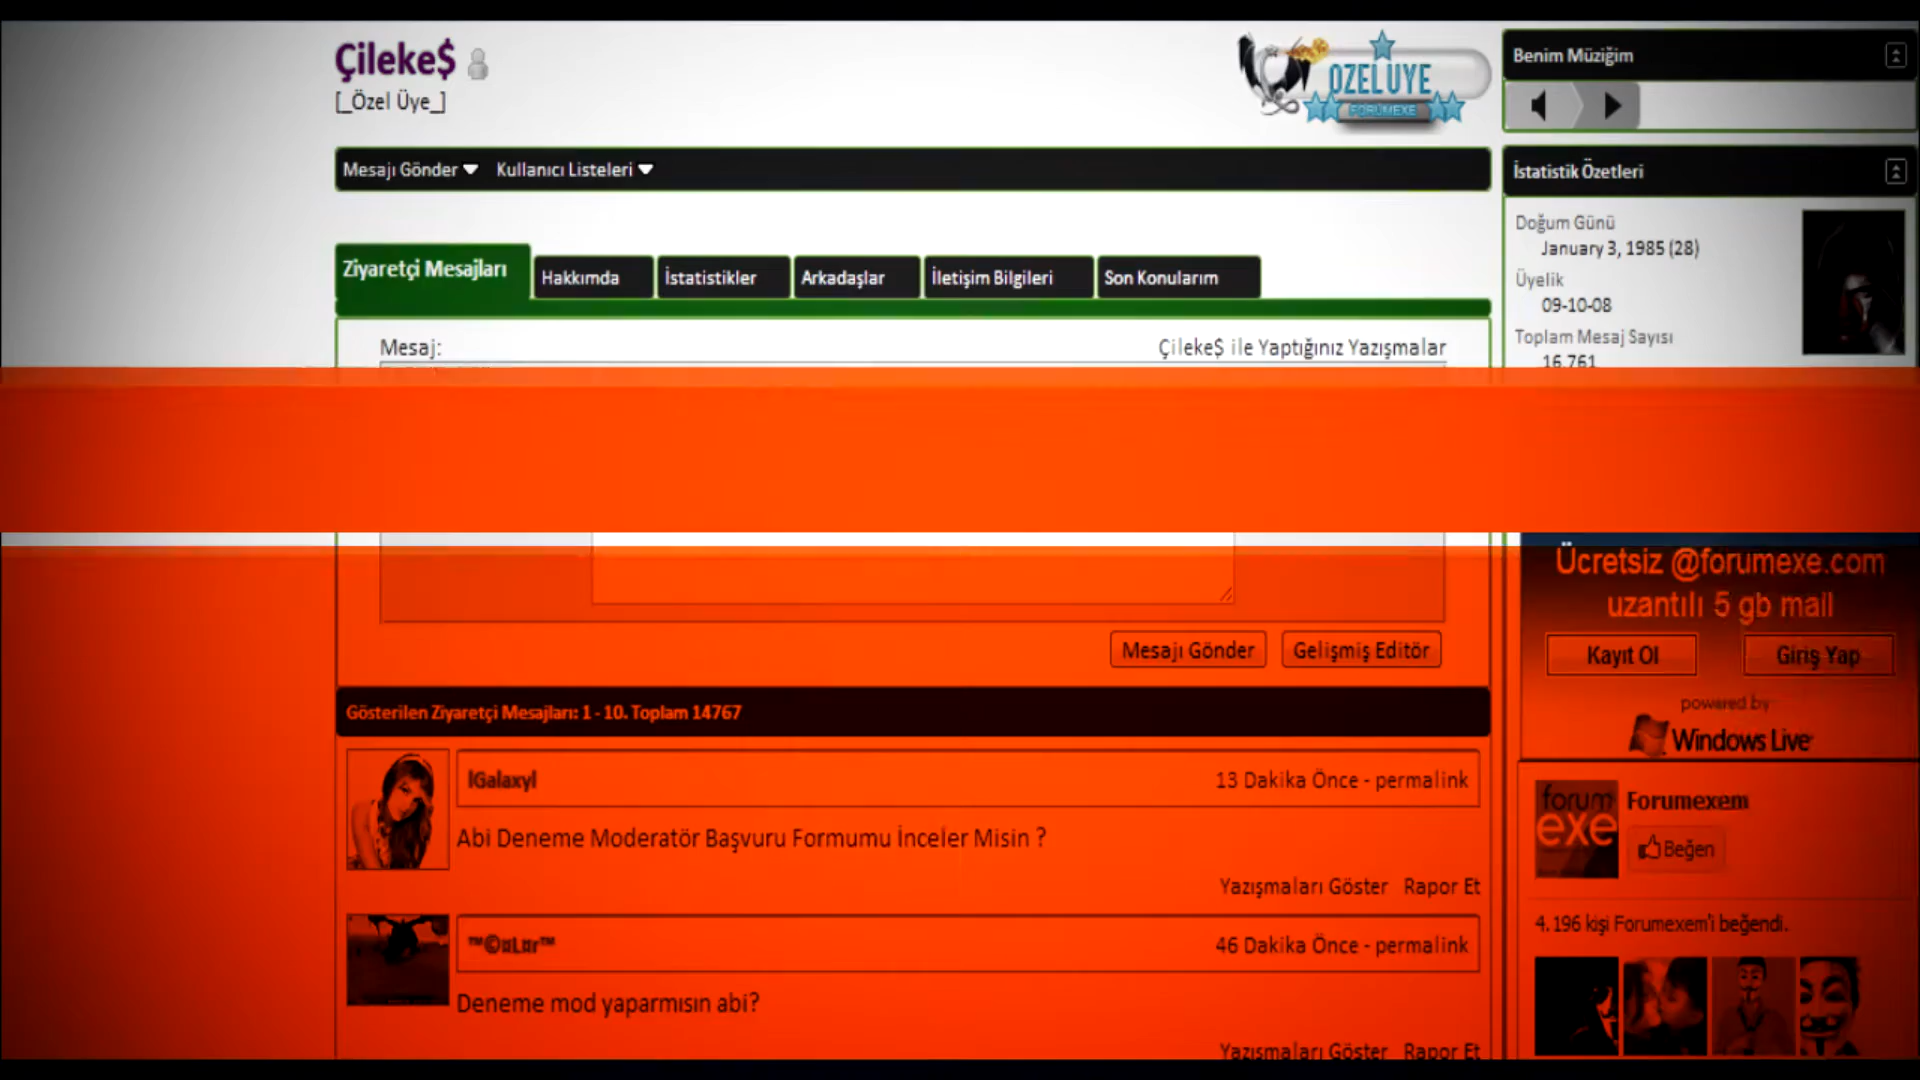 Çileke$
[_Özel Üye_]
ÖZEL ÜYE
FORUMEXE
Mesajı Gönder Kullanıcı Listeleri
Ziyaretçi Mesajları Hakkımda İstatistikler Arkadaşlar İletişim Bilgileri Son Konularım
Mesaj: Çileke$ ile Yaptığınız Yazışmalar
Mesajı Gönder Gelişmiş Editör
Gösterilen Ziyaretçi Mesajları: 1 - 10. Toplam 14767
lGalaxyl 13 Dakika Önce - permalink
Abi Deneme Moderatör Başvuru Formumu İnceler Misin ?
Yazışmaları Göster Rapor Et
46 Dakika Önce - permalink
Deneme mod yaparmısın abi?
Yazışmaları Göster Rapor Et
Benim Müziğim
İstatistik Özetleri
Doğum Günü
January 3, 1985 (28)
Üyelik
09-10-08
Toplam Mesaj Sayısı
16.761
Ücretsiz @forumexe.com
uzantılı 5 gb mail
Kayıt Ol Giriş Yap
powered by
Windows Live
forum
exe
Forumexem
Beğen
4.196 kişi Forumexem'i beğendi.